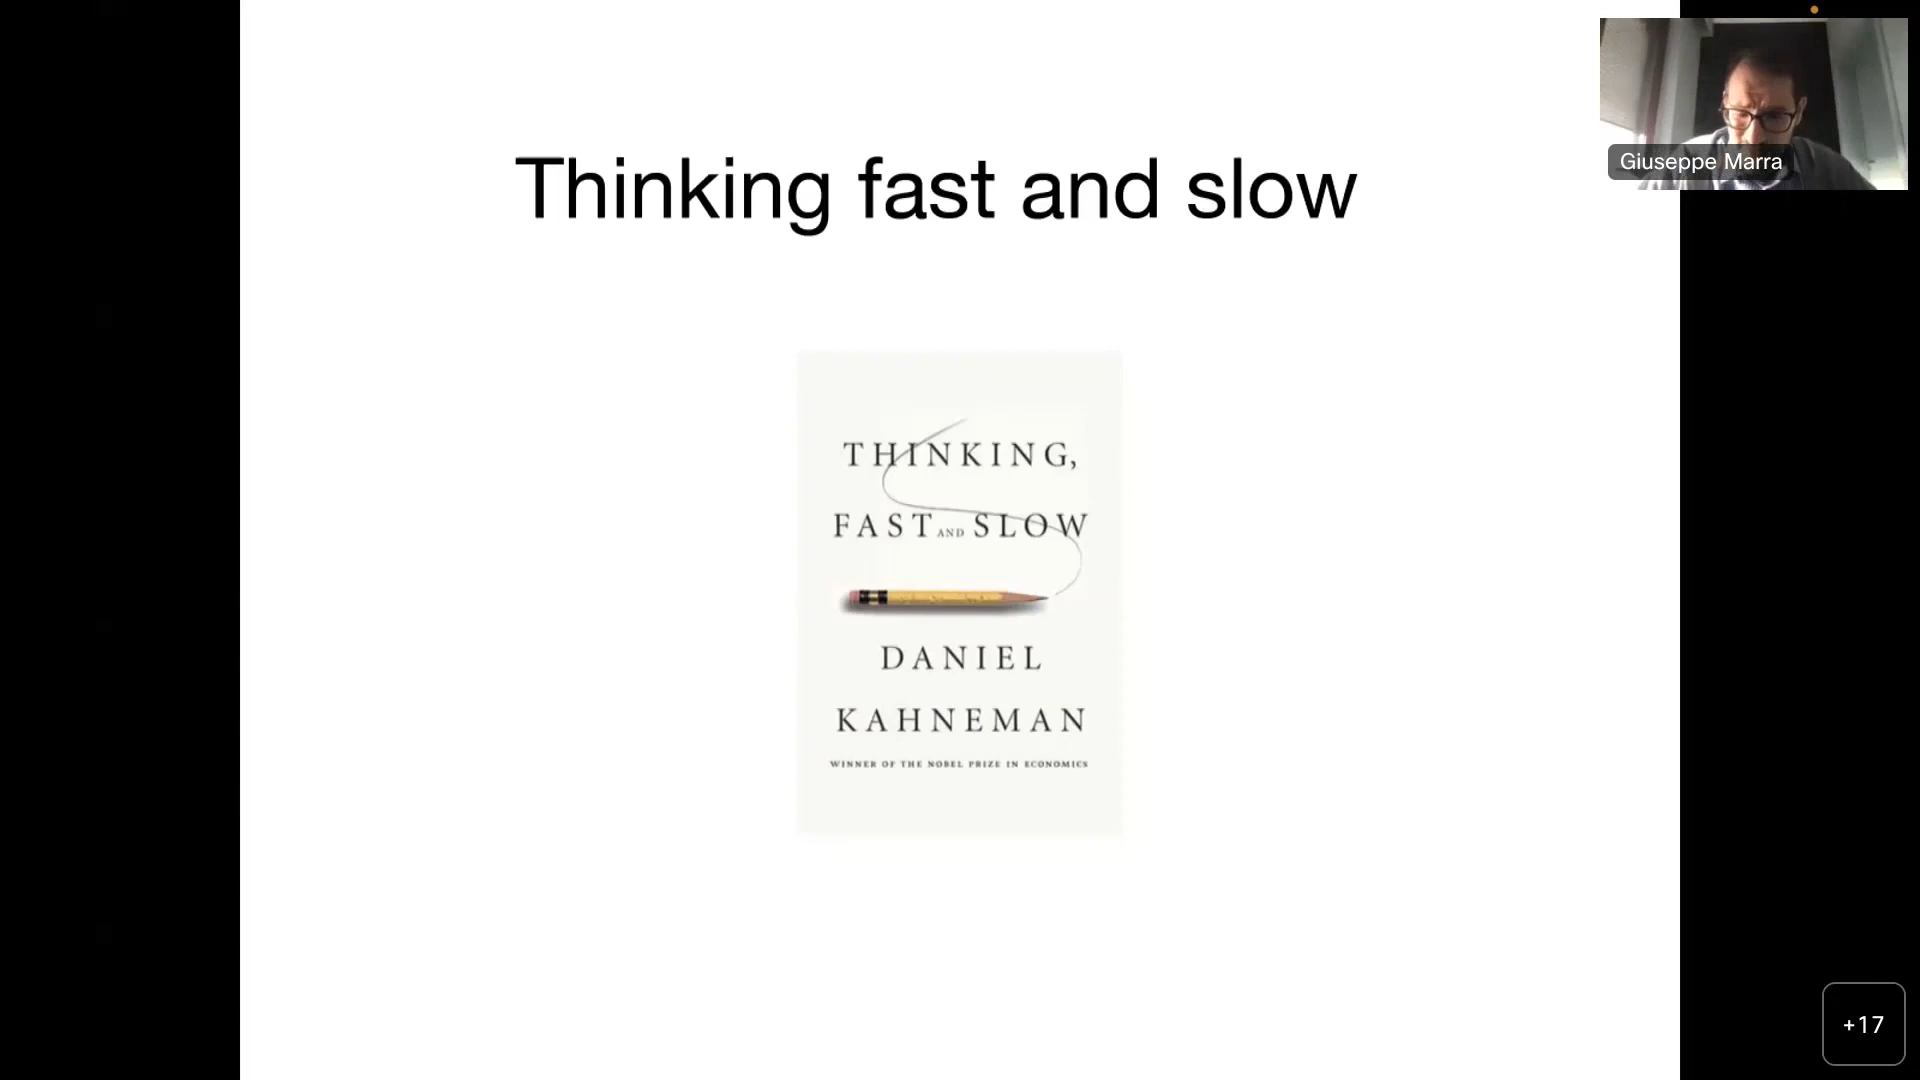 Thinking fast and slow
THINKING,
FAST AND SLOW
DANIEL
KAHNEMAN
WINNER OF THE NOBEL PRIZE IN ECONOMICS
Giuseppe Marra
+17